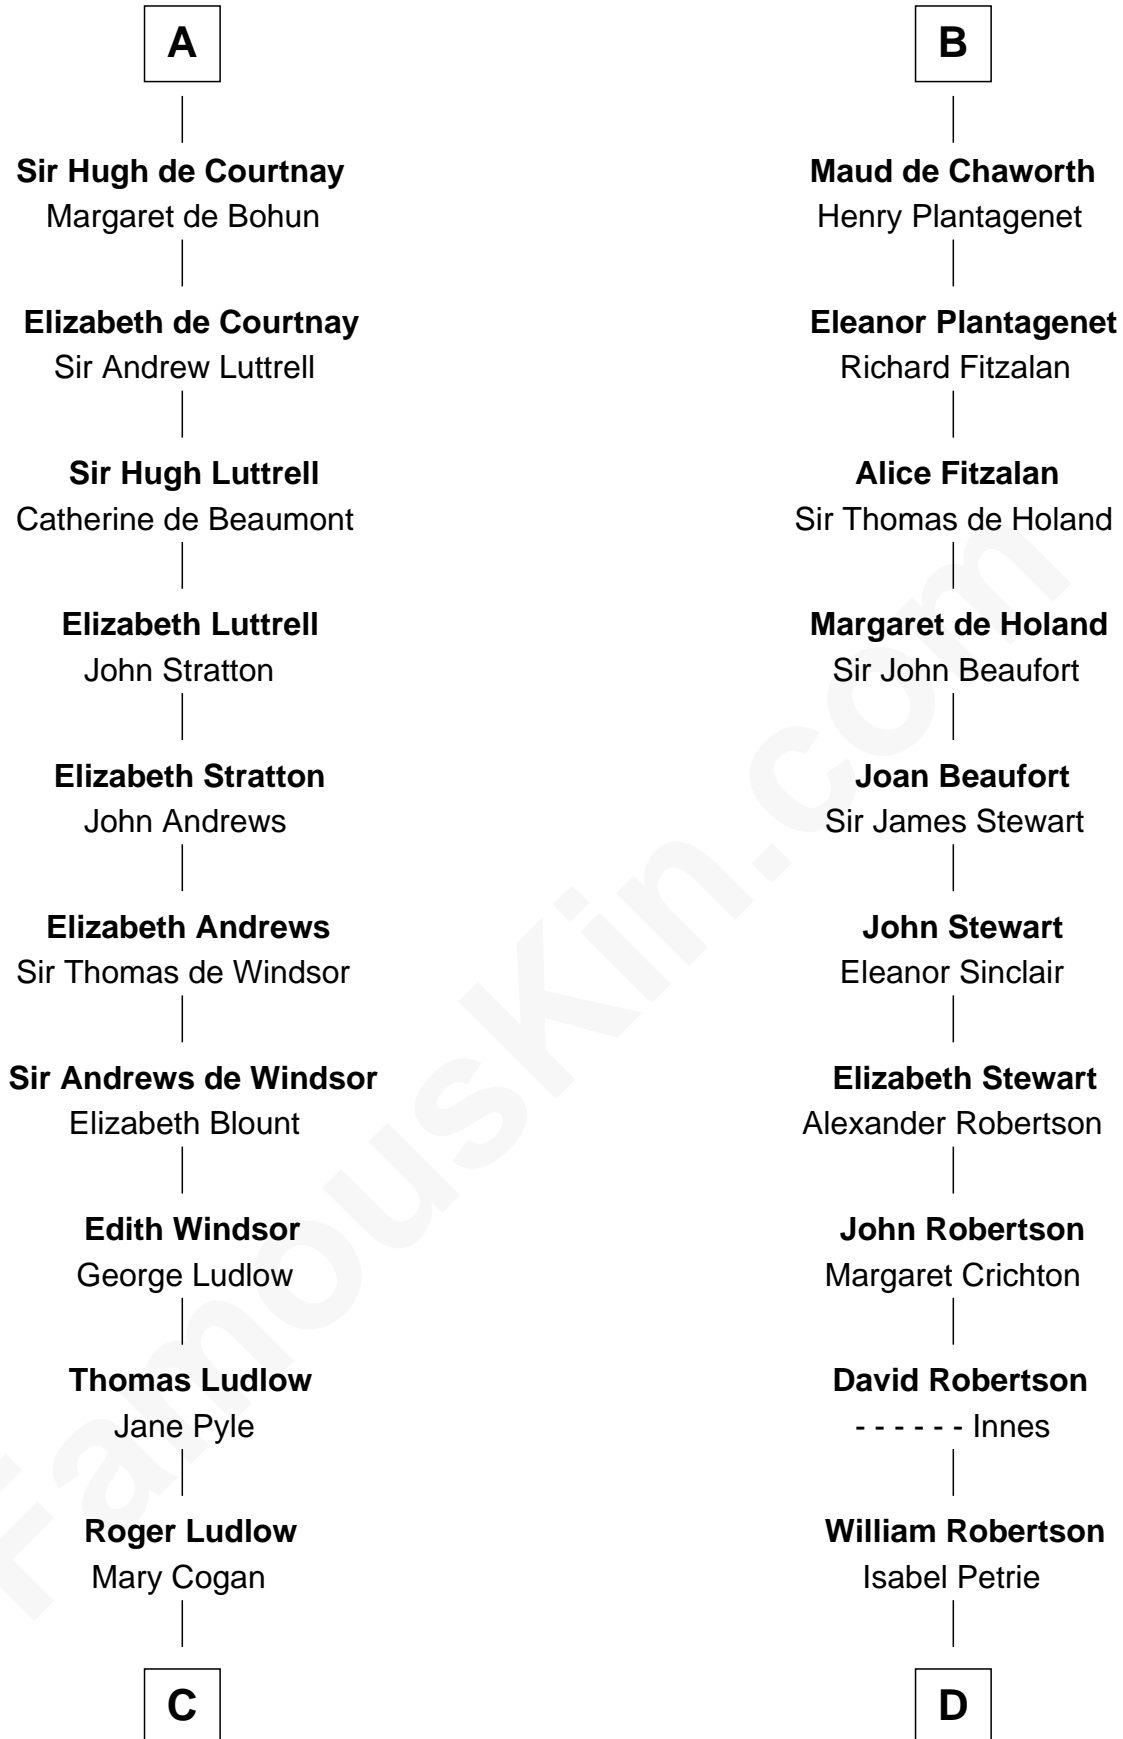 A
Sir Hugh de Courtnay
Margaret de Bohun
Elizabeth de Courtnay
Sir Andrew Luttrell
Sir Hugh Luttrell
Catherine de Beaumont
Elizabeth Luttrell
John Stratton
Elizabeth Stratton
John Andrews
Elizabeth Andrews
Sir Thomas de Windsor
Sir Andrews de Windsor
Elizabeth Blount
Edith Windsor
George Ludlow
Thomas Ludlow
Jane Pyle
Roger Ludlow
Mary Cogan
C
B
Maud de Chaworth
Henry Plantagenet
Eleanor Plantagenet
Richard Fitzalan
Alice Fitzalan
Sir Thomas de Holand
Margaret de Holand
Sir John Beaufort
Joan Beaufort
Sir James Stewart
John Stewart
Eleanor Sinclair
Elizabeth Stewart
Alexander Robertson
John Robertson
Margaret Crichton
David Robertson
- - - - - - Innes
William Robertson
Isabel Petrie
D
FamousKin.com